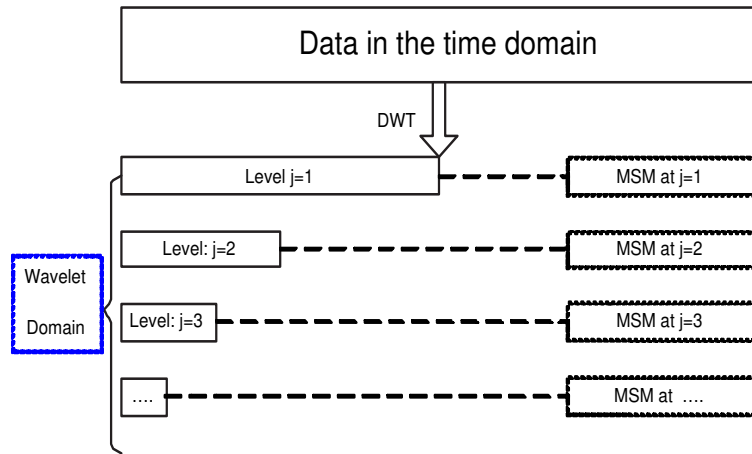 Data in the time domain
DWT
Level j=1
MSM at j=1
Level: j=2
MSM at j=2
Wavelet
Domain
Level: j=3
MSM at j=3
....
MSM at ....